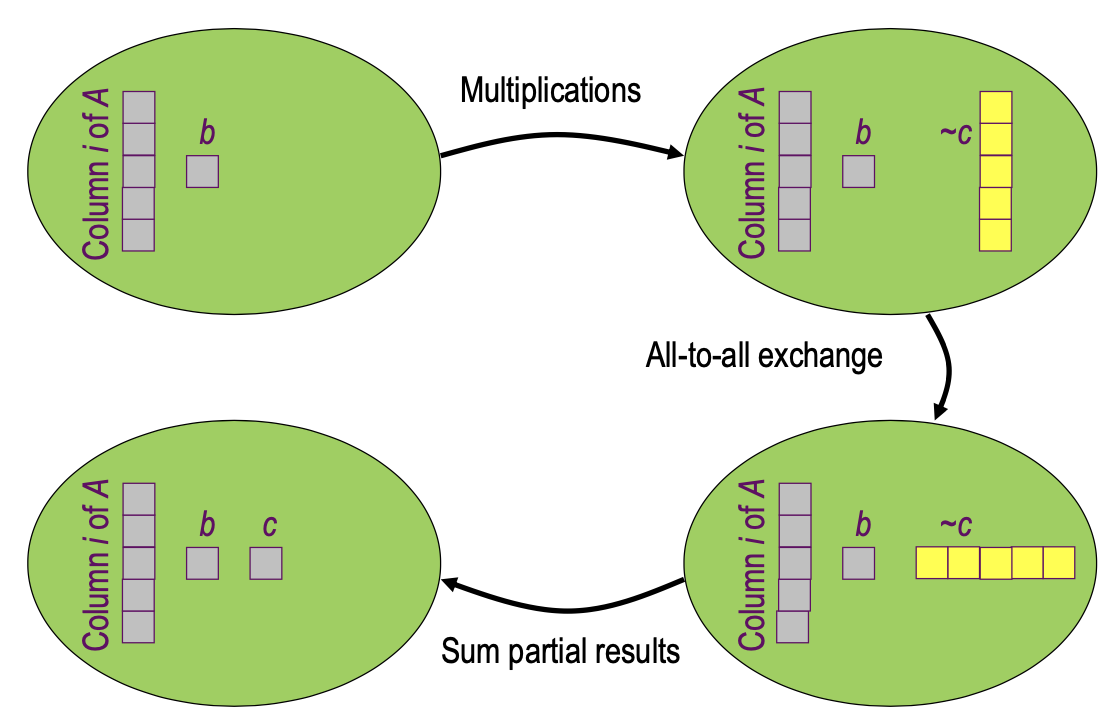 Column i of A
b
Multiplications
Column i of A
b
~c
All-to-all exchange
Column i of A
b
c
Sum partial results
Column i of A
b
~c